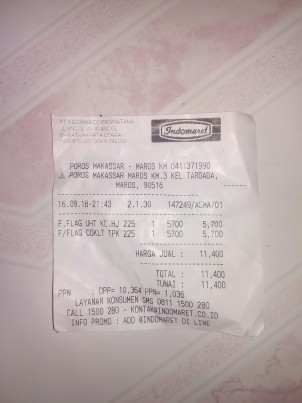 PT INDOMARCO PRISMATAMA
Indomaret
POROS MAKASSAR - MAROS KM 0411371990
JL POROS MAKASSAR MAROS KM.3 KEL TAROADA,
MAROS, 90516
16.09.18-21:43 2.1.30 147249/ASMA/01
F.FLAG UHT KC.HJ 225 1 5700 5,700
F/FLAG COKLT TPK 225 1 5700 5,700
HARGA JUAL : 11,400
TOTAL : 11,400
TUNAI : 11,400
PPN : DPP= 10,364 PPN= 1,036
LAYANAN KONSUMEN SMS 0811 1500 280
CALL 1500 280 - KONTAK@INDOMARET.CO.ID
INFO PROMO : ADD @INDOMARET DI LINE